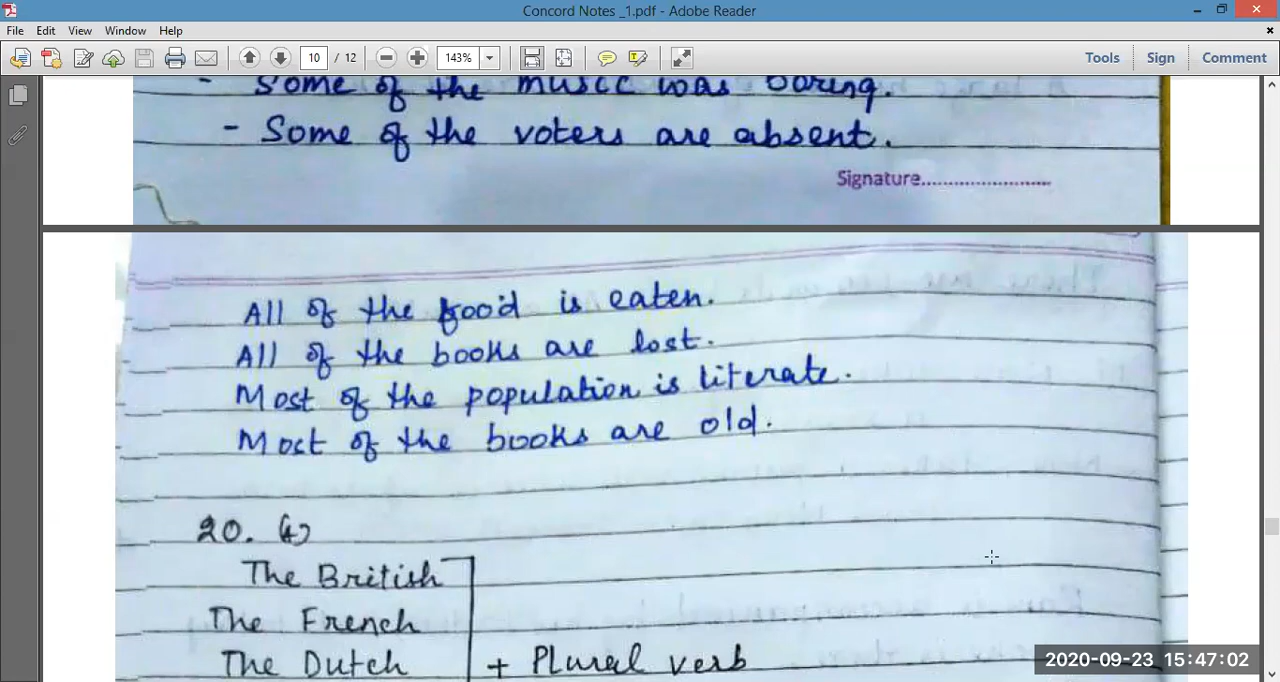 Concord Notes _1.pdf - Adobe Reader
File Edit View Window Help
10 / 12 143% Tools Sign Comment
- Some of the music was boring.
- Some of the voters are absent.
Signature........................
All of the food is eaten.
All of the books are lost.
Most of the population is literate.
Most of the books are old.
20.
The British
The French
The Dutch + Plural verb
2020-09-23 15:47:02